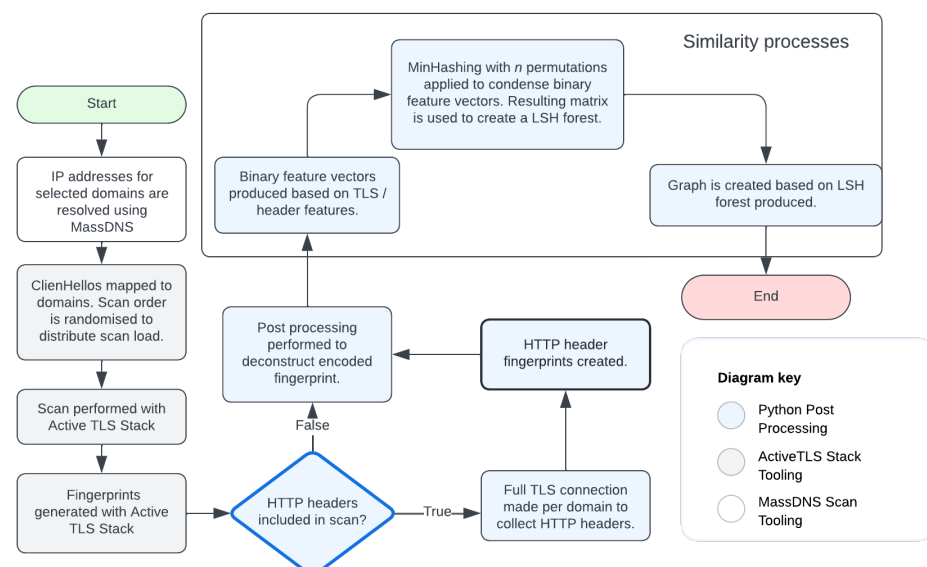 Similarity processes
Start
IP addresses for
selected domains are
resolved using
MassDNS
ClienHellos mapped to
domains. Scan order
is randomised to
distribute scan load.
Scan performed with
Active TLS Stack
Fingerprints
generated with Active
TLS Stack
HTTP headers
included in scan?
False
True
Full TLS connection
made per domain to
collect HTTP headers.
HTTP header
fingerprints created.
Post processing
performed to
deconstruct encoded
fingerprint.
Binary feature vectors
produced based on TLS /
header features.
MinHashing with n permutations
applied to condense binary
feature vectors. Resulting matrix
is used to create a LSH forest.
Graph is created based on LSH
forest produced.
End
Diagram key
Python Post
Processing
ActiveTLS Stack
Tooling
MassDNS Scan
Tooling